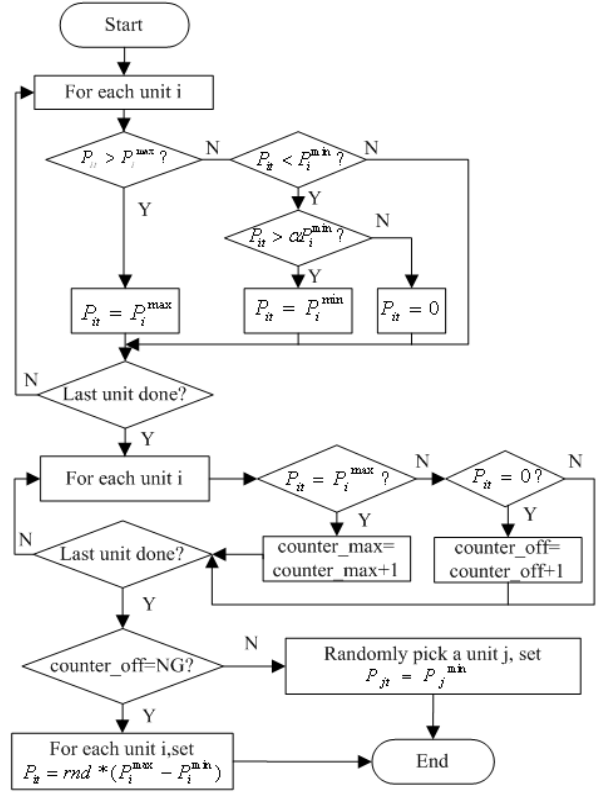 Start
For each unit i
P_it > P_i^max ?
N
P_it < P_i^min ?
N
Y
Y
P_it > αP_i^min ?
N
Y
P_it = P_i^max
P_it = P_i^min
P_it = 0
N
Last unit done?
Y
For each unit i
P_it = P_i^max ?
N
P_it = 0 ?
N
Y
Y
N
Last unit done?
counter_max=
counter_max+1
counter_off=
counter_off+1
Y
counter_off=NG?
N
Randomly pick a unit j, set
P_jt = P_j^min
Y
For each unit i,set
P_it = rnd *(P_i^max − P_i^min)
End